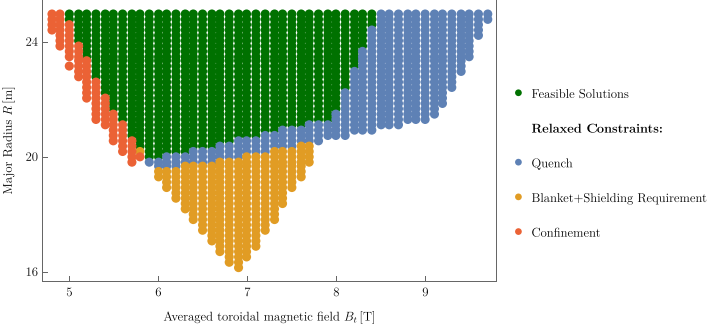 24
20
16
Major Radius R [m]
5 6 7 8 9
Averaged toroidal magnetic field Bt [T]
Feasible Solutions
Relaxed Constraints:
Quench
Blanket+Shielding Requirement
Confinement